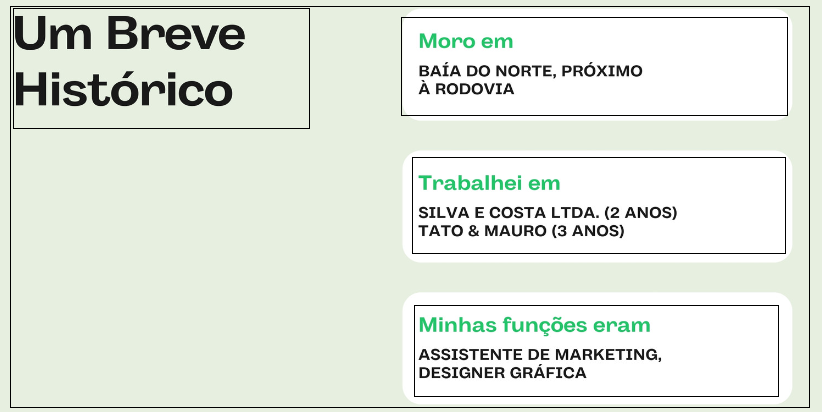 Um Breve
Histórico
Moro em
BAÍA DO NORTE, PRÓXIMO
À RODOVIA
Trabalhei em
SILVA E COSTA LTDA. (2 ANOS)
TATO & MAURO (3 ANOS)
Minhas funções eram
ASSISTENTE DE MARKETING,
DESIGNER GRÁFICA